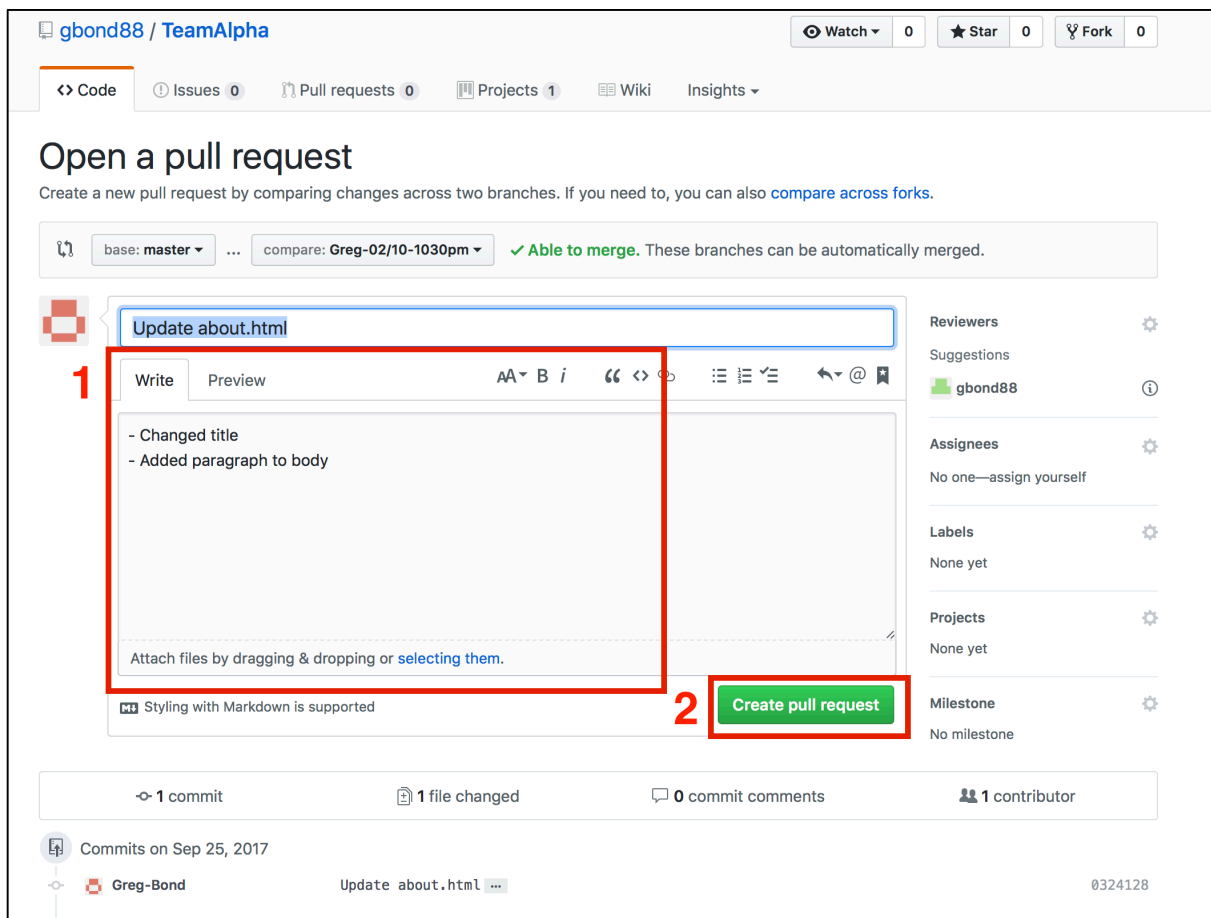 gbond88 / TeamAlpha
Watch 0 Star 0 Fork 0
Code Issues 0 Pull requests 0 Projects 1 Wiki Insights
Open a pull request
Create a new pull request by comparing changes across two branches. If you need to, you can also compare across forks.
base: master ... compare: Greg-02/10-1030pm ✓ Able to merge. These branches can be automatically merged.
Update about.html
1
Write Preview AA B i “ <> @
- Changed title
- Added paragraph to body
Attach files by dragging & dropping or selecting them.
Styling with Markdown is supported
2
Create pull request
Reviewers
Suggestions
gbond88
Assignees
No one—assign yourself
Labels
None yet
Projects
None yet
Milestone
No milestone
1 commit 1 file changed 0 commit comments 1 contributor
Commits on Sep 25, 2017
Greg-Bond Update about.html ... 0324128